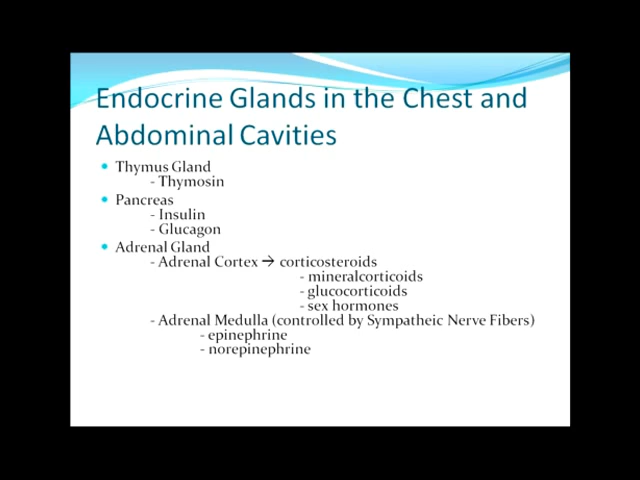 Endocrine Glands in the Chest and
Abdominal Cavities
• Thymus Gland
- Thymosin
• Pancreas
- Insulin
- Glucagon
• Adrenal Gland
- Adrenal Cortex → corticosteroids
- mineralcorticoids
- glucocorticoids
- sex hormones
- Adrenal Medulla (controlled by Sympatheic Nerve Fibers)
- epinephrine
- norepinephrine